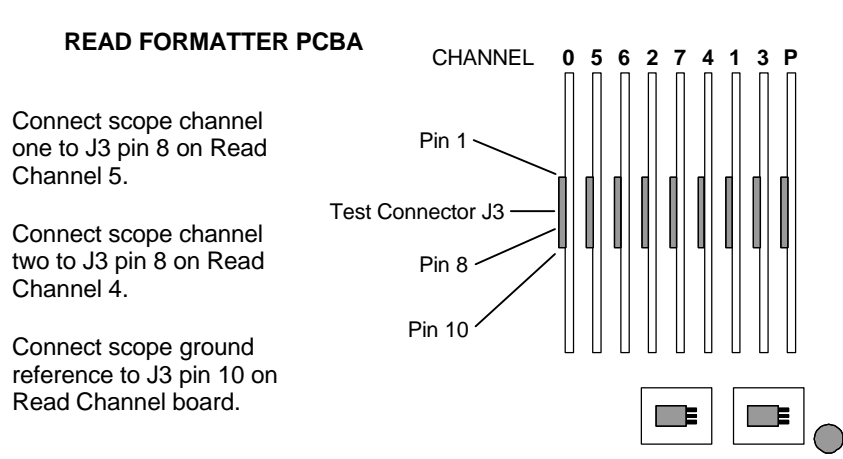 READ FORMATTER PCBA
CHANNEL 0 5 6 2 7 4 1 3 P
Connect scope channel
one to J3 pin 8 on Read
Channel 5.
Connect scope channel
two to J3 pin 8 on Read
Channel 4.
Connect scope ground
reference to J3 pin 10 on
Read Channel board.
Pin 1
Test Connector J3
Pin 8
Pin 10